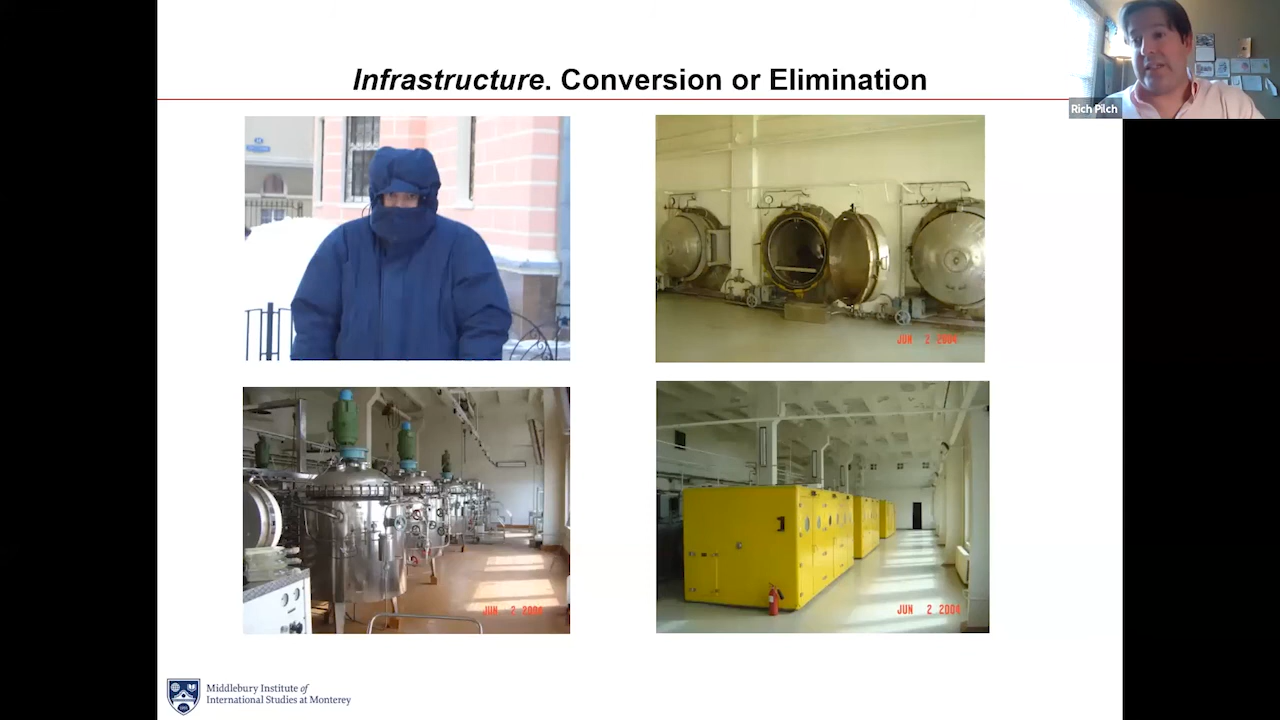 Infrastructure. Conversion or Elimination
Rich Pilch
JUN 2 2004
JUN 2 2004
JUN 2 2004
Middlebury Institute of
International Studies at Monterey